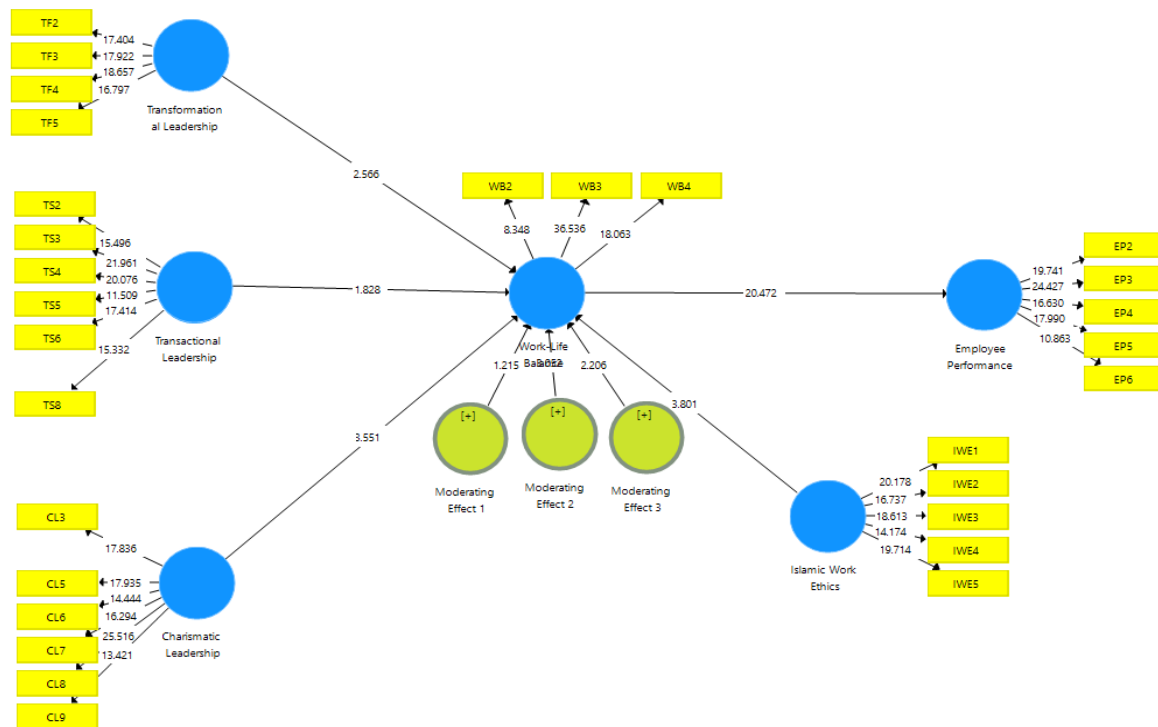 TF2
TF3
TF4
TF5
17.404
17.922
18.657
16.797
Transformation
al Leadership
2.566
WB2
WB3
WB4
8.348
36.536
18.063
TS2
TS3
TS4
TS5
TS6
TS8
15.496
21.961
20.076
11.509
17.414
15.332
Transactional
Leadership
1.828
Work-Life
Balance
20.472
EP2
EP3
EP4
EP5
EP6
19.741
24.427
16.630
17.990
10.863
Employee
Performance
1.215
2.206
3.801
3.551
[+]
[+]
[+]
Moderating
Effect 1
Moderating
Effect 2
Moderating
Effect 3
IWE1
IWE2
IWE3
IWE4
IWE5
20.178
16.737
18.613
14.174
19.714
Islamic Work
Ethics
CL3
CL5
CL6
CL7
CL8
CL9
17.836
17.935
14.444
16.294
25.516
13.421
Charismatic
Leadership